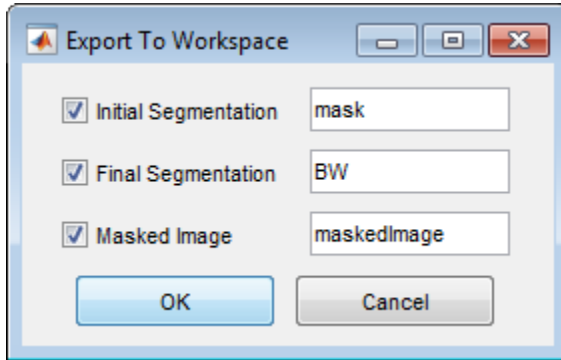 Export To Workspace
Initial Segmentation mask
Final Segmentation BW
Masked Image maskedImage
OK Cancel